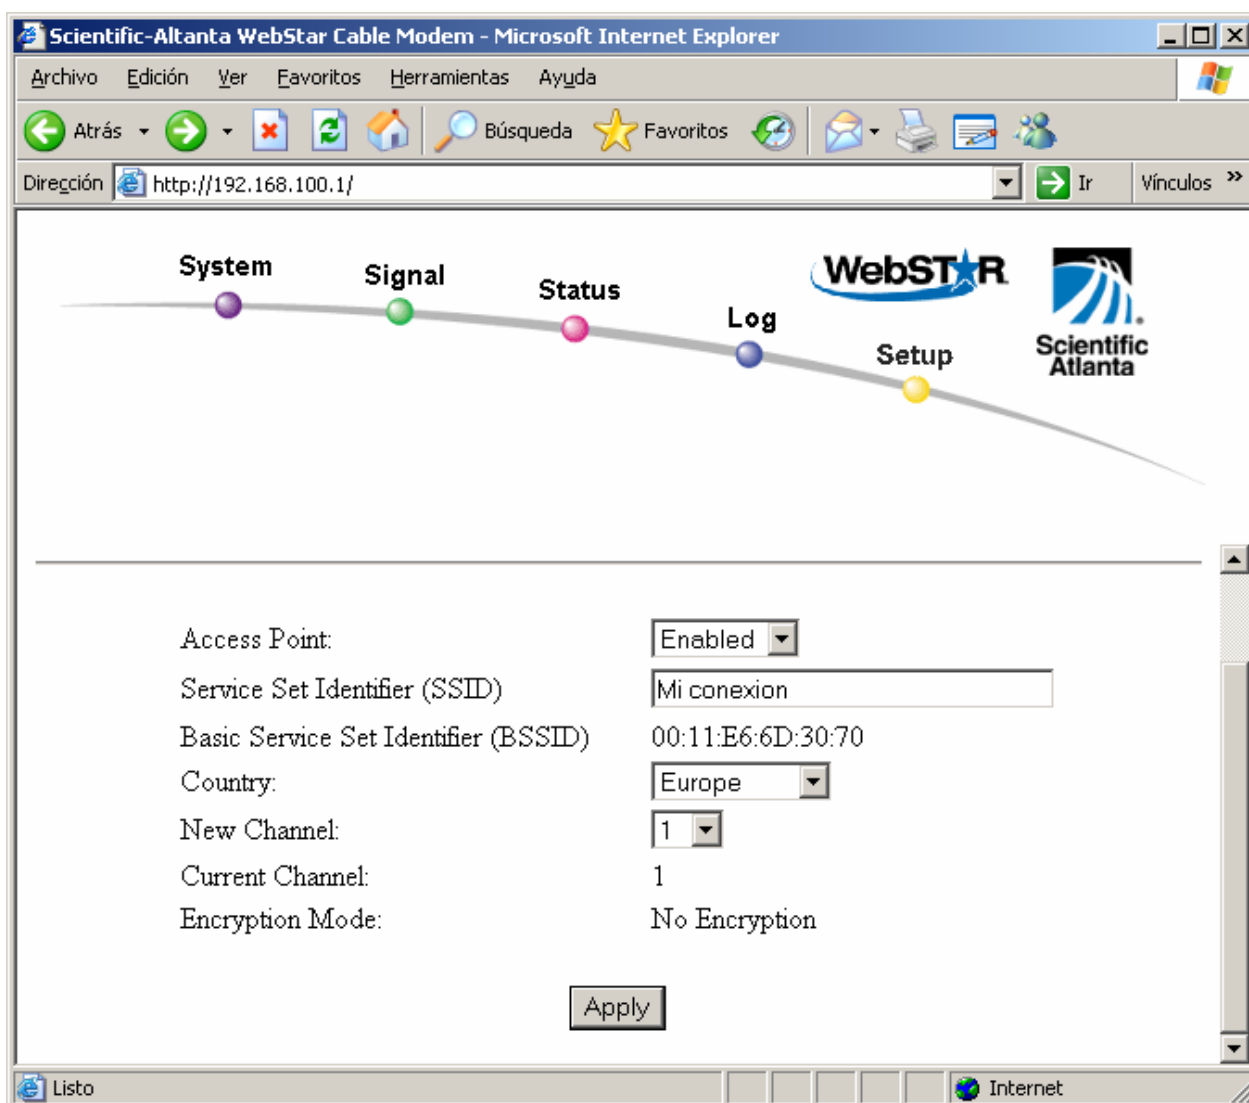 Scientific-Altanta WebStar Cable Modem - Microsoft Internet Explorer
Archivo Edición Ver Favoritos Herramientas Ayuda
Atrás Búsqueda Favoritos
Dirección http://192.168.100.1/ Ir Vínculos »
System
Signal
Status
Log
Setup
WebSTAR
Scientific
Atlanta
Access Point: Enabled
Service Set Identifier (SSID) Mi conexion
Basic Service Set Identifier (BSSID) 00:11:E6:6D:30:70
Country: Europe
New Channel: 1
Current Channel: 1
Encryption Mode: No Encryption
Apply
Listo Internet